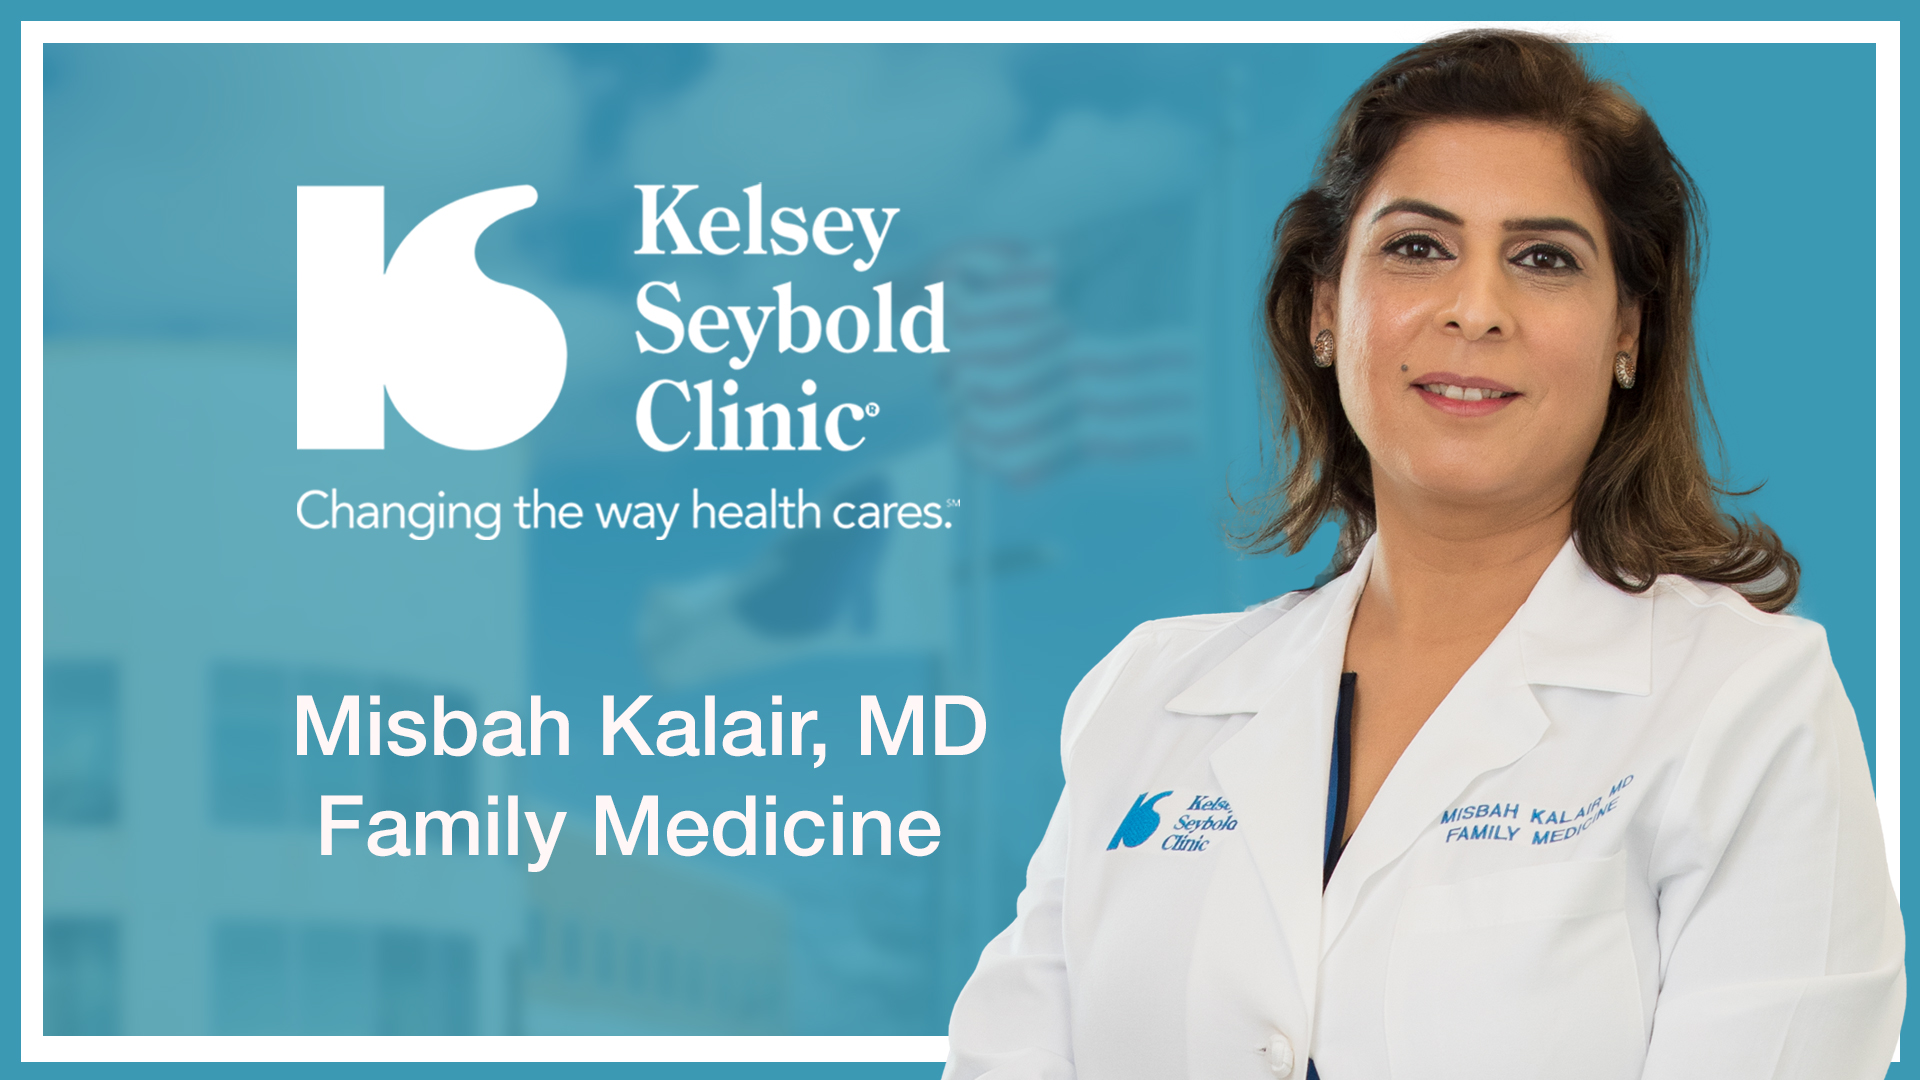 Kelsey
Seybold
Clinic®
Changing the way health cares.℠
Misbah Kalair, MD
Family Medicine
Seybold
Clinic
MISBAH KALAIR, MD
FAMILY MEDICINE